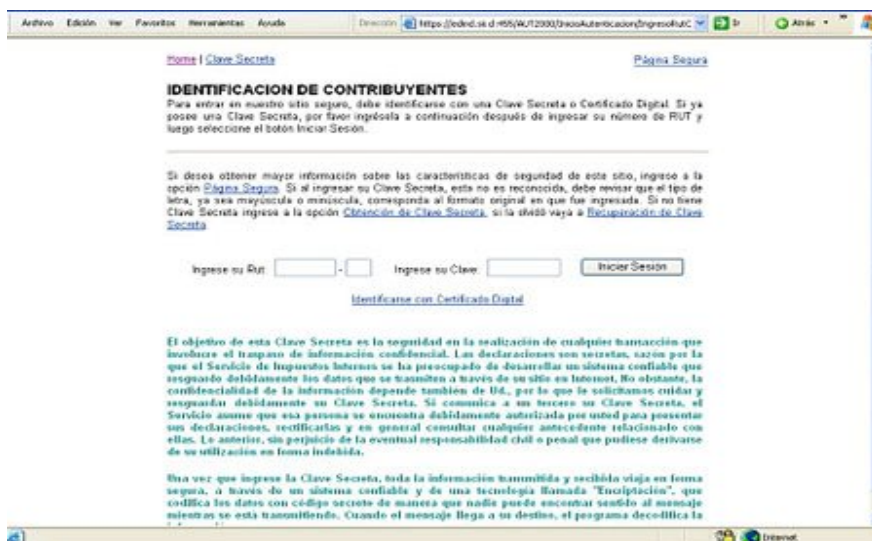 Archivo Edición Ver Favoritos Herramientas Ayuda Dirección Ir Atrás
Home | Clave Secreta Página Segura
IDENTIFICACION DE CONTRIBUYENTES
Para entrar en nuestro sitio seguro, debe identificarse con una Clave Secreta o Certificado Digital. Si ya
posee una Clave Secreta, por favor ingrésela a continuación después de ingresar su número de RUT y
luego seleccione el botón Iniciar Sesión.
Si desea obtener mayor información sobre las características de seguridad de este sitio, ingrese a la
opción Página Segura. Si al ingresar su Clave Secreta, esta no es reconocida, debe revisar que el tipo de
letra, ya sea mayúscula o minúscula, corresponda al formato original en que fue ingresada. Si no tiene
Clave Secreta ingrese a la opción Obtención de Clave Secreta, si la olvidó vaya a Recuperación de Clave
Secreta
Ingrese su Rut: - Ingrese su Clave: Iniciar Sesión
Identificarse con Certificado Digital
El objetivo de esta Clave Secreta es la seguridad en la realización de cualquier transacción que
involucre el traspaso de información confidencial. Las declaraciones son secretas, razón por la
que el Servicio de Impuestos Internos se ha preocupado de desarrollar un sistema confiable que
resguarde debidamente los datos que se trasmiten a través de su sitio en Internet. No obstante, la
confidencialidad de la información depende también de Ud., por lo que le solicitamos cuidar y
resguardar debidamente su Clave Secreta. Si comunica a un tercero su Clave Secreta, el
Servicio asume que esa persona se encuentra debidamente autorizada por usted para presentar
sus declaraciones, rectificarlas y en general consultar cualquier antecedente relacionado con
ellas. Lo anterior, sin perjuicio de la eventual responsabilidad civil o penal que pudiese derivarse
de su utilización en forma indebida.
Una vez que ingrese la Clave Secreta, toda la información transmitida y recibida viaja en forma
segura, a través de un sistema confiable y de una tecnología llamada "Encriptación", que
codifica los datos con código secreto de manera que nadie puede encontrar sentido al mensaje
mientras se está transmitiendo. Cuando el mensaje llega a su destino, el programa decodifica la
Internet